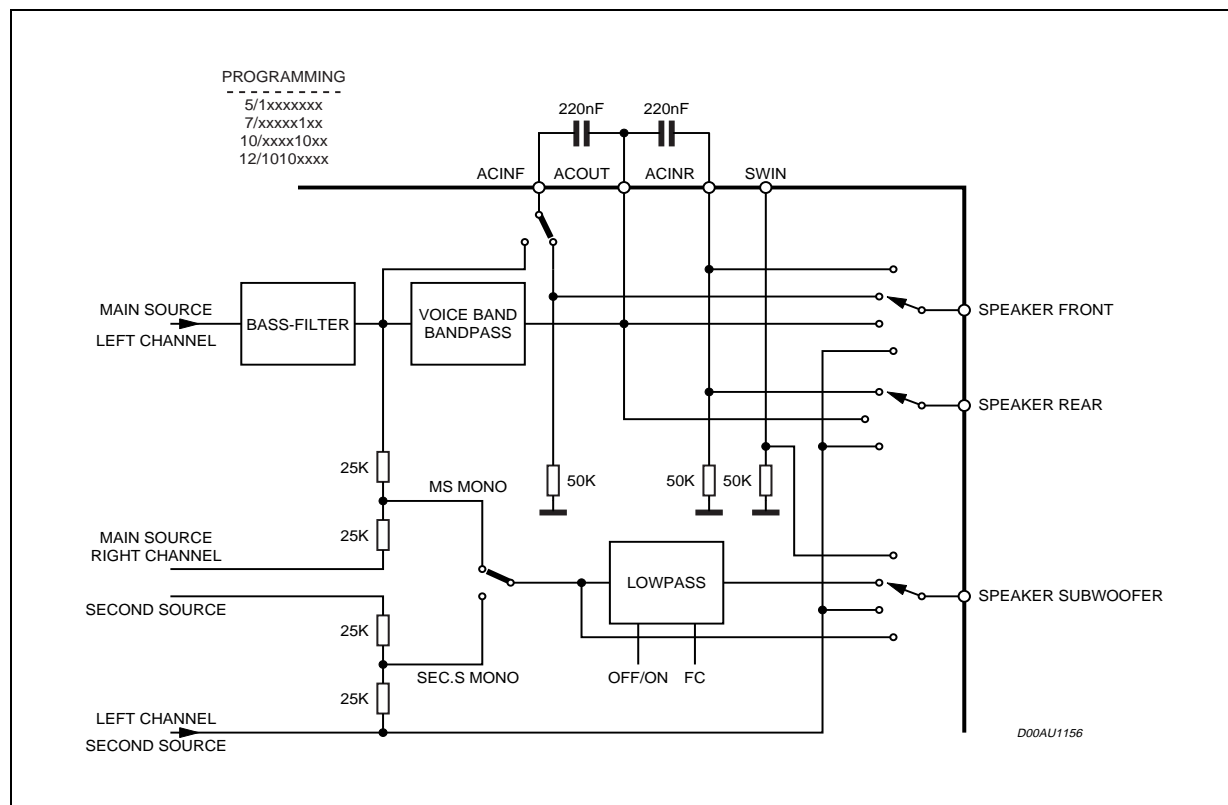 PROGRAMMING
5/1xxxxxxx
7/xxxxx1xx
10/xxxx10xx
12/1010xxxx
220nF
220nF
ACINF
ACOUT
ACINR
SWIN
MAIN SOURCE
LEFT CHANNEL
BASS-FILTER
VOICE BAND
BANDPASS
SPEAKER FRONT
SPEAKER REAR
25K
MS MONO
50K
50K
50K
25K
MAIN SOURCE
RIGHT CHANNEL
LOWPASS
SECOND SOURCE
SPEAKER SUBWOOFER
25K
SEC.S MONO
OFF/ON
FC
25K
LEFT CHANNEL
SECOND SOURCE
D00AU1156